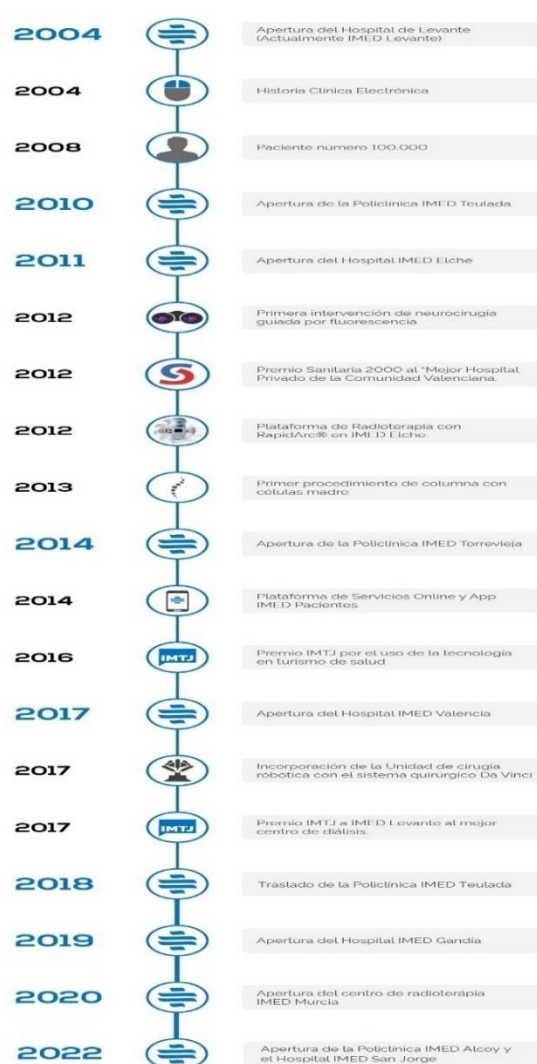 2004
Apertura del Hospital de Levante
(Actualmente IMED Levante)
2004
Historia Clínica Electrónica
2008
Paciente número 100.000
2010
Apertura de la Policlínica IMED Teulada
2011
Apertura del Hospital IMED Elche
2012
Primera intervención de neurocirugía
guiada por fluorescencia
2012
Premio Sanitaria 2000 al "Mejor Hospital
Privado de la Comunidad Valenciana.
2012
Plataforma de Radioterapia con
RapidArc® en IMED Elche
2013
Primer procedimiento de columna con
células madre
2014
Apertura de la Policlínica IMED Torrevieja
2014
Plataforma de Servicios Online y App
IMED Pacientes
2016
IMTJ
Premio IMTJ por el uso de la tecnología
en turismo de salud
2017
Apertura del Hospital IMED Valencia
2017
Incorporación de la Unidad de cirugía
robótica con el sistema quirúrgico Da Vinci
2017
IMTJ
Premio IMTJ a IMED Levante al mejor
centro de diálisis.
2018
Traslado de la Policlínica IMED Teulada
2019
Apertura del Hospital IMED Gandía
2020
Apertura del centro de radioterápia
IMED Murcia
2022
Apertura de la Policlínica IMED Alcoy y
el Hospital IMED San Jorge